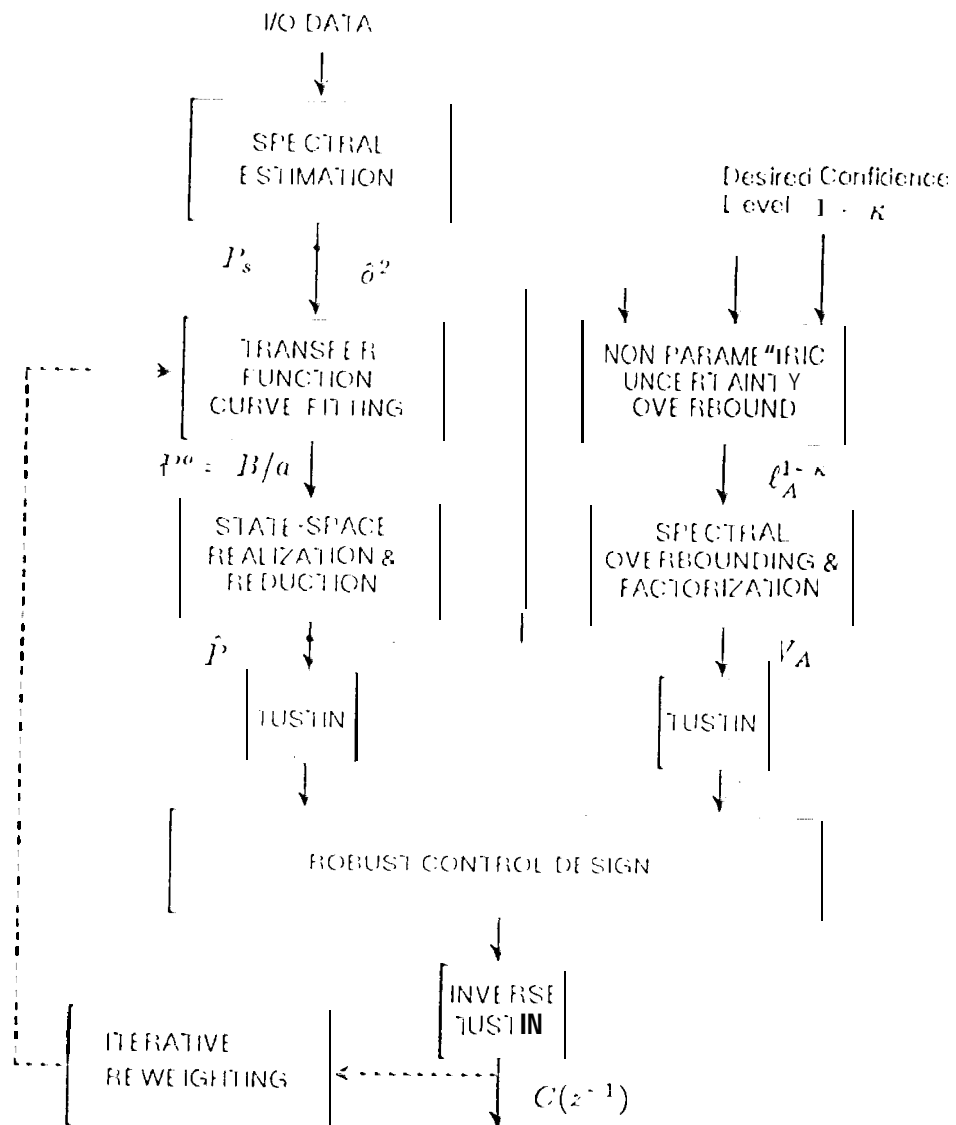 I/O DATA
SPECTRAL
ESTIMATION
Desired Confidence
Level 1 - κ
P_s
σ̂²
TRANSFER
FUNCTION
CURVE FITTING
NON PARAMETRIC
UNCERTAINTY
OVERBOUND
P^o = B/a
ℓ_A^{1-κ}
STATE-SPACE
REALIZATION &
REDUCTION
SPECTRAL
OVERBOUNDING &
FACTORIZATION
P̂
TUSTIN
TUSTIN
ROBUST CONTROL DESIGN
INVERSE
TUSTIN
ITERATIVE
REWEIGHTING
C(z⁻¹)